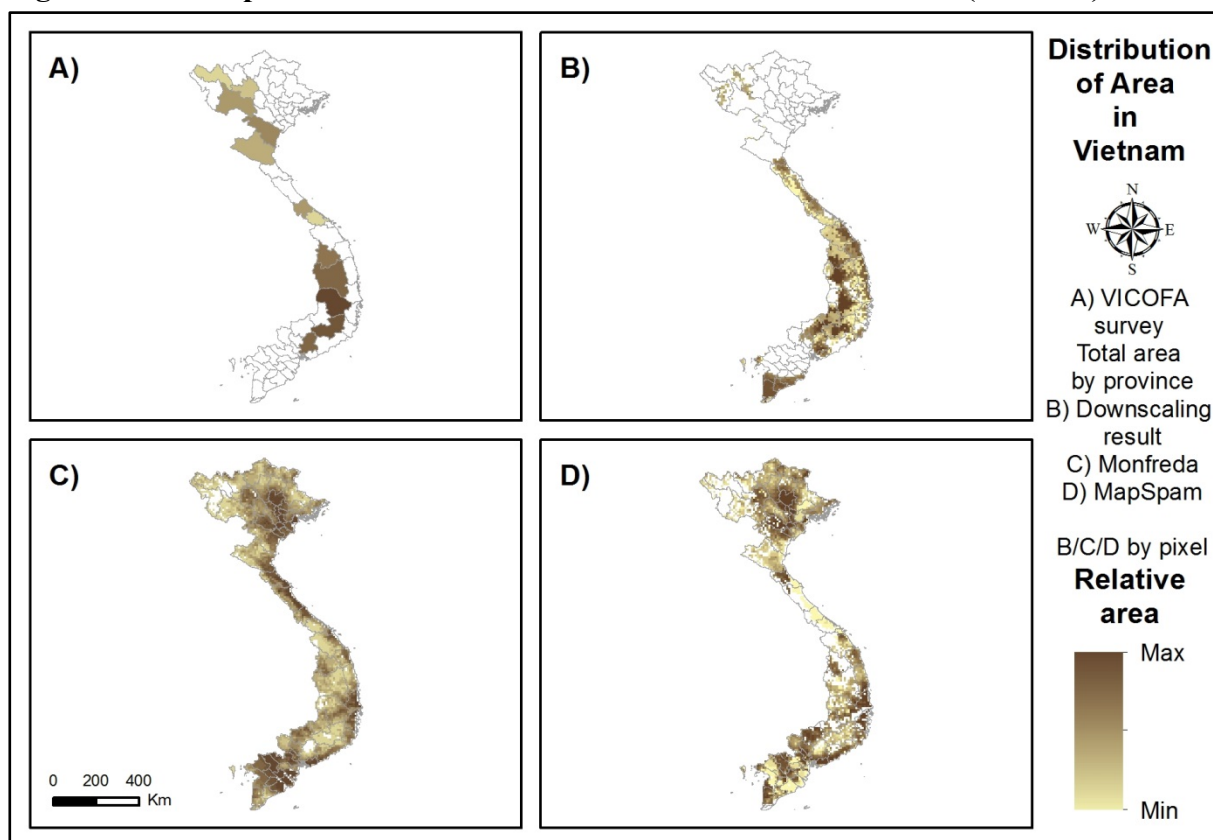 A)
B)
C)
D)
0 200 400
Km
Distribution
of Area
in
Vietnam
N
W E
S
A) VICOFA
survey
Total area
by province
B) Downscaling
result
C) Monfreda
D) MapSpam
B/C/D by pixel
Relative
area
Max
Min